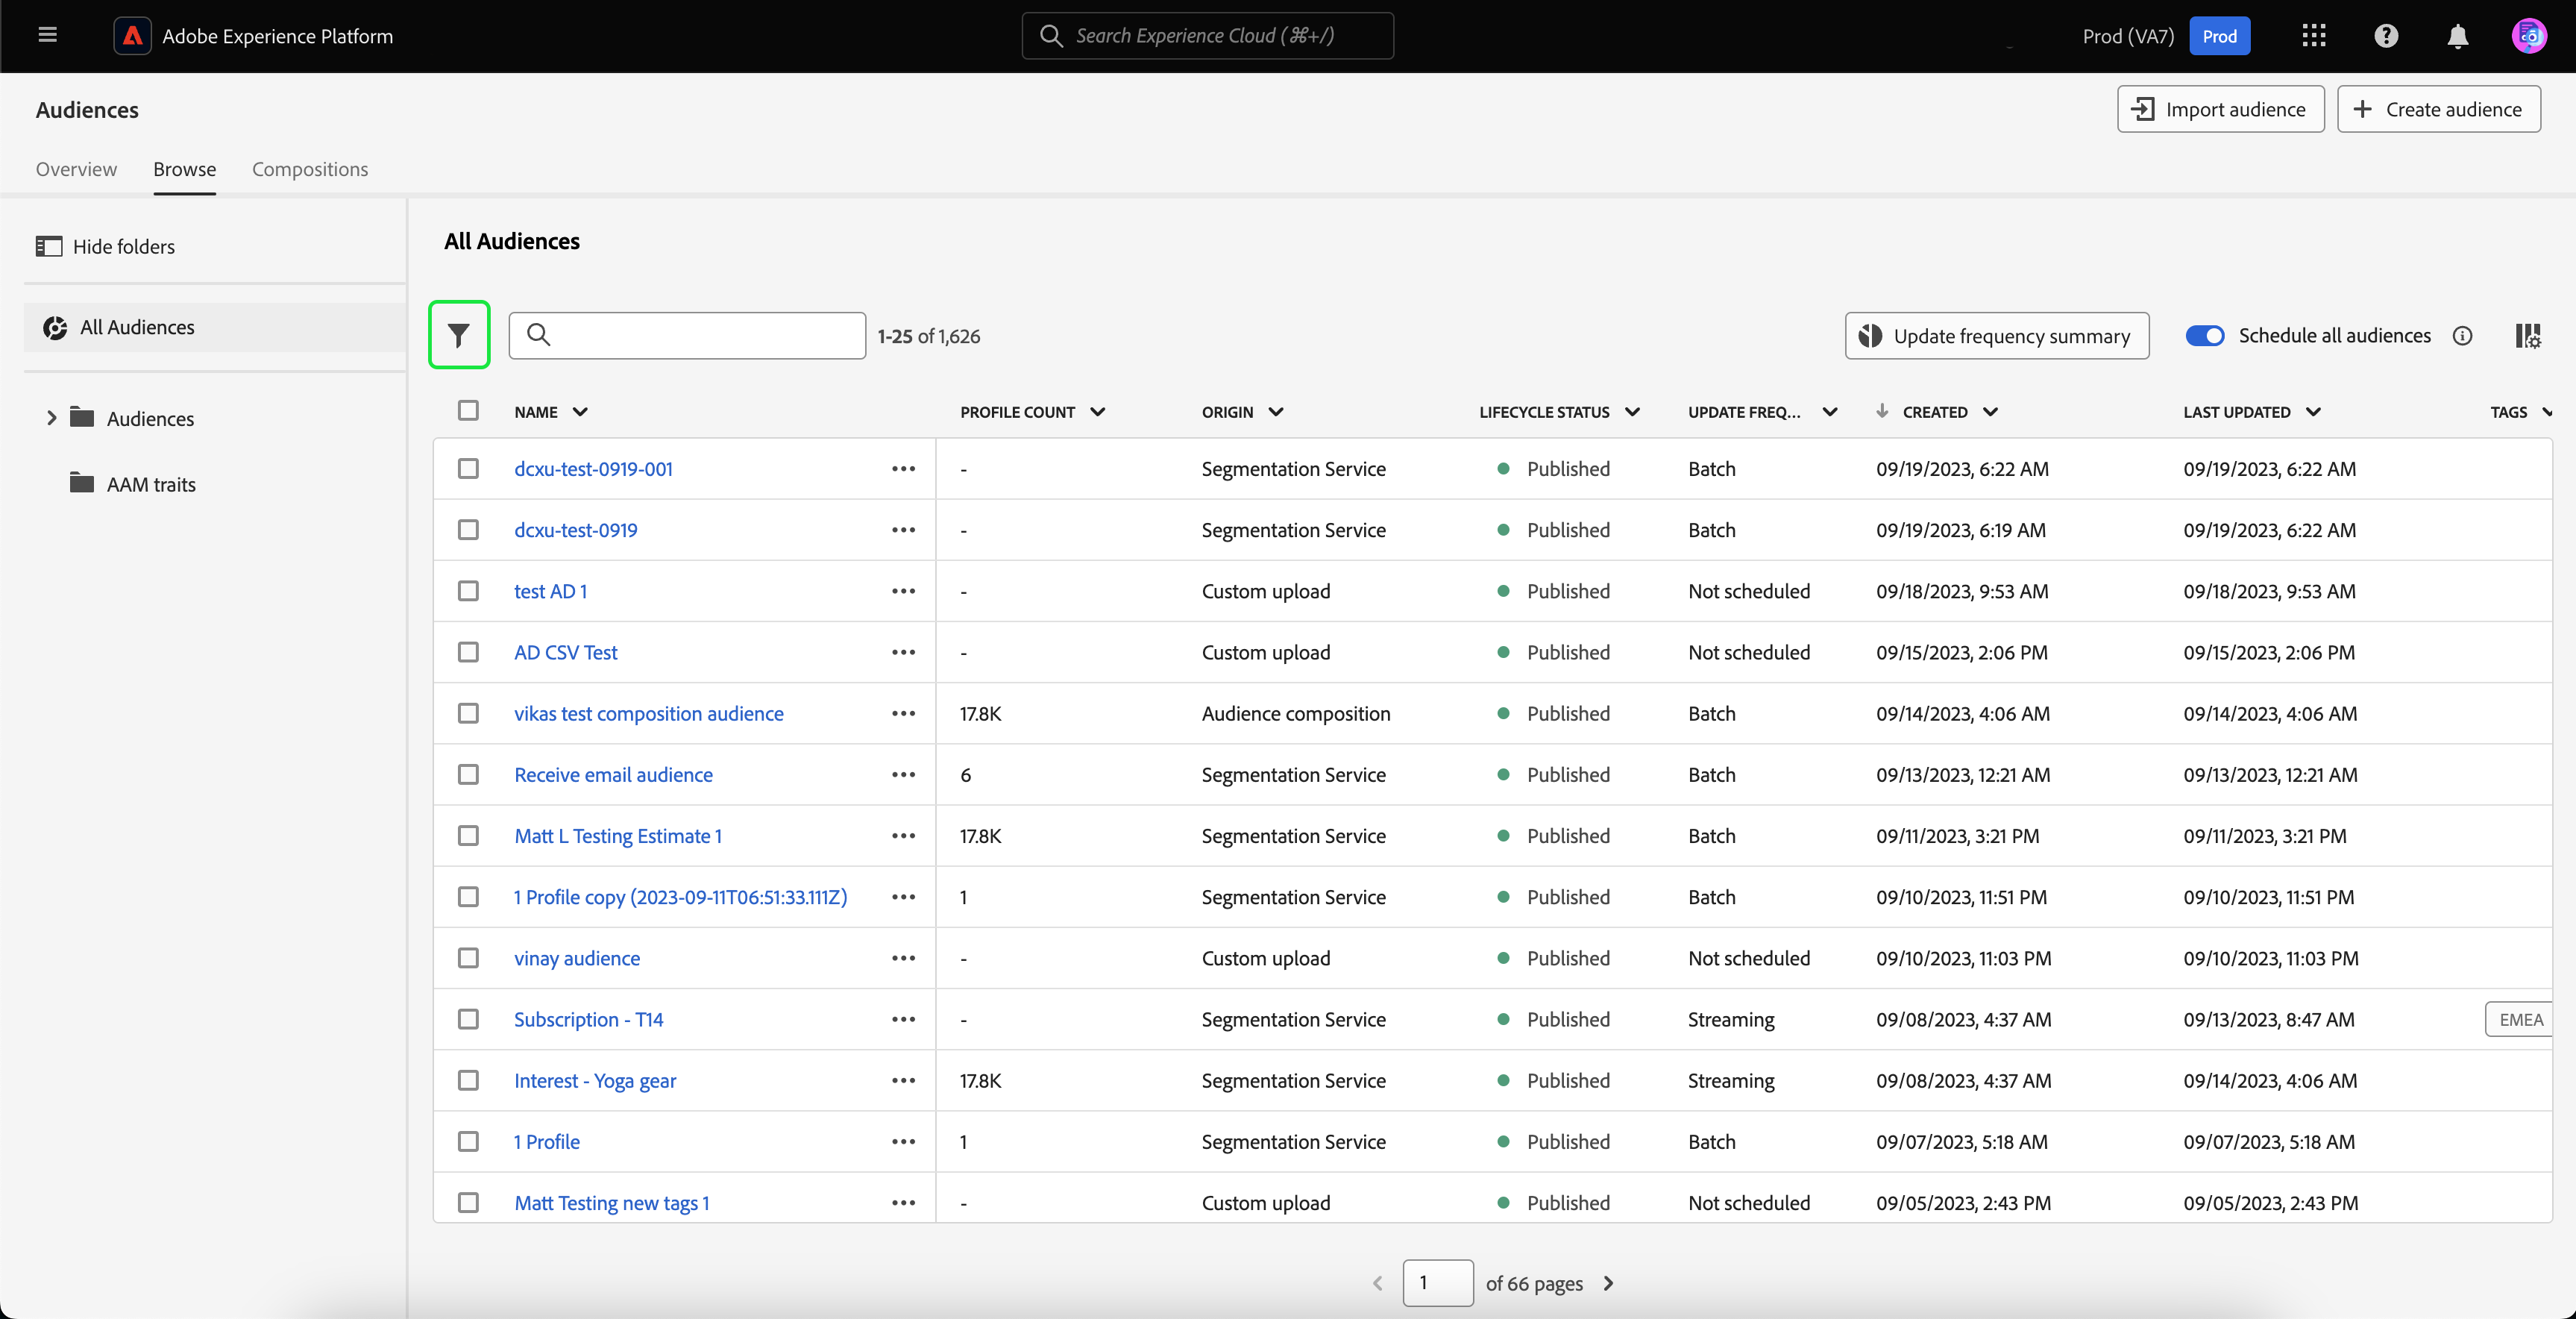 Adobe Experience Platform
Search Experience Cloud (⌘+/)
Prod (VA7)
Prod
Audiences
Import audience
Create audience
Overview
Browse
Compositions
Hide folders
All Audiences
Audiences
AAM traits
All Audiences
1-25 of 1,626
Update frequency summary
Schedule all audiences
NAME PROFILE COUNT ORIGIN LIFECYCLE STATUS UPDATE FREQ... CREATED LAST UPDATED TAGS
dcxu-test-0919-001 - Segmentation Service Published Batch 09/19/2023, 6:22 AM 09/19/2023, 6:22 AM
dcxu-test-0919 - Segmentation Service Published Batch 09/19/2023, 6:19 AM 09/19/2023, 6:22 AM
test AD 1 - Custom upload Published Not scheduled 09/18/2023, 9:53 AM 09/18/2023, 9:53 AM
AD CSV Test - Custom upload Published Not scheduled 09/15/2023, 2:06 PM 09/15/2023, 2:06 PM
vikas test composition audience 17.8K Audience composition Published Batch 09/14/2023, 4:06 AM 09/14/2023, 4:06 AM
Receive email audience 6 Segmentation Service Published Batch 09/13/2023, 12:21 AM 09/13/2023, 12:21 AM
Matt L Testing Estimate 1 17.8K Segmentation Service Published Batch 09/11/2023, 3:21 PM 09/11/2023, 3:21 PM
1 Profile copy (2023-09-11T06:51:33.111Z) 1 Segmentation Service Published Batch 09/10/2023, 11:51 PM 09/10/2023, 11:51 PM
vinay audience - Custom upload Published Not scheduled 09/10/2023, 11:03 PM 09/10/2023, 11:03 PM
Subscription - T14 - Segmentation Service Published Streaming 09/08/2023, 4:37 AM 09/13/2023, 8:47 AM EMEA
Interest - Yoga gear 17.8K Segmentation Service Published Streaming 09/08/2023, 4:37 AM 09/14/2023, 4:06 AM
1 Profile 1 Segmentation Service Published Batch 09/07/2023, 5:18 AM 09/07/2023, 5:18 AM
Matt Testing new tags 1 - Custom upload Published Not scheduled 09/05/2023, 2:43 PM 09/05/2023, 2:43 PM
1 of 66 pages